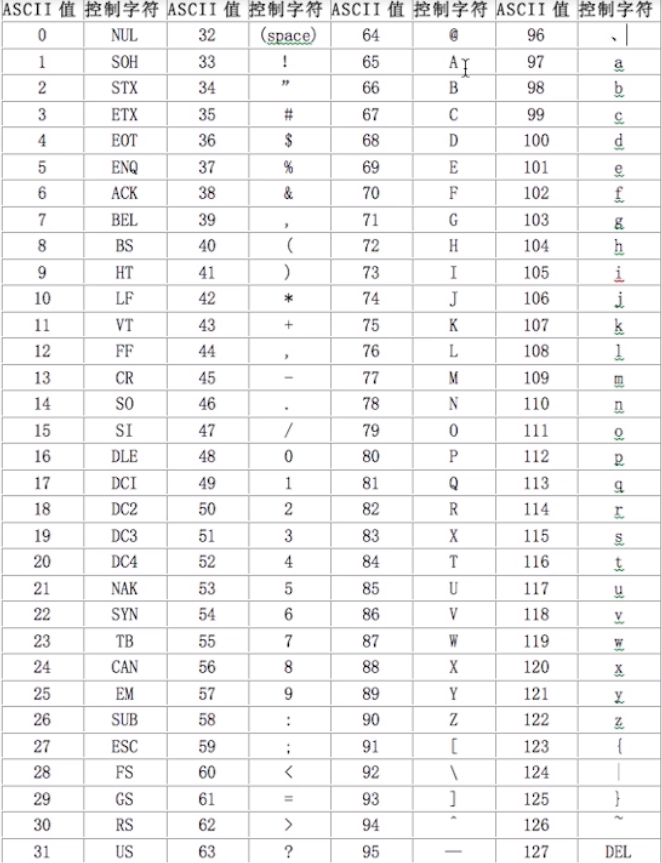 ASCII 值 控制字符 ASCII 值 控制字符 ASCII 值 控制字符 ASCII 值 控制字符
0 NUL 32 (space) 64 @ 96 、
1 SOH 33 ! 65 A 97 a
2 STX 34 ” 66 B 98 b
3 ETX 35 # 67 C 99 c
4 EOT 36 $ 68 D 100 d
5 ENQ 37 % 69 E 101 e
6 ACK 38 & 70 F 102 f
7 BEL 39 , 71 G 103 g
8 BS 40 ( 72 H 104 h
9 HT 41 ) 73 I 105 i
10 LF 42 * 74 J 106 j
11 VT 43 + 75 K 107 k
12 FF 44 , 76 L 108 l
13 CR 45 - 77 M 109 m
14 SO 46 . 78 N 110 n
15 SI 47 / 79 O 111 o
16 DLE 48 0 80 P 112 p
17 DCI 49 1 81 Q 113 q
18 DC2 50 2 82 R 114 r
19 DC3 51 3 83 X 115 s
20 DC4 52 4 84 T 116 t
21 NAK 53 5 85 U 117 u
22 SYN 54 6 86 V 118 v
23 TB 55 7 87 W 119 w
24 CAN 56 8 88 X 120 x
25 EM 57 9 89 Y 121 y
26 SUB 58 : 90 Z 122 z
27 ESC 59 ; 91 [ 123 {
28 FS 60 < 92 \ 124 |
29 GS 61 = 93 ] 125 }
30 RS 62 > 94 ^ 126 ~
31 US 63 ? 95 — 127 DEL